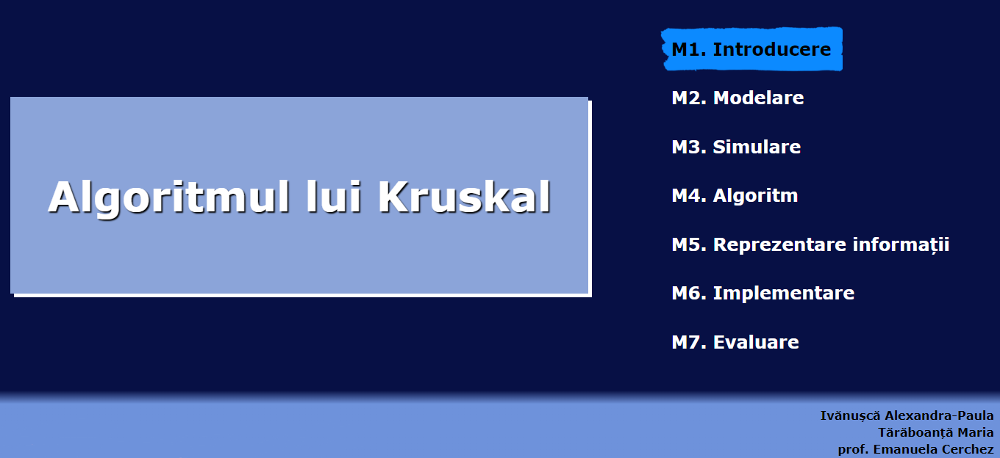 Algoritmul lui Kruskal
M1. Introducere
M2. Modelare
M3. Simulare
M4. Algoritm
M5. Reprezentare informații
M6. Implementare
M7. Evaluare
Ivănușcă Alexandra-Paula
Tărăboanță Maria
prof. Emanuela Cerchez